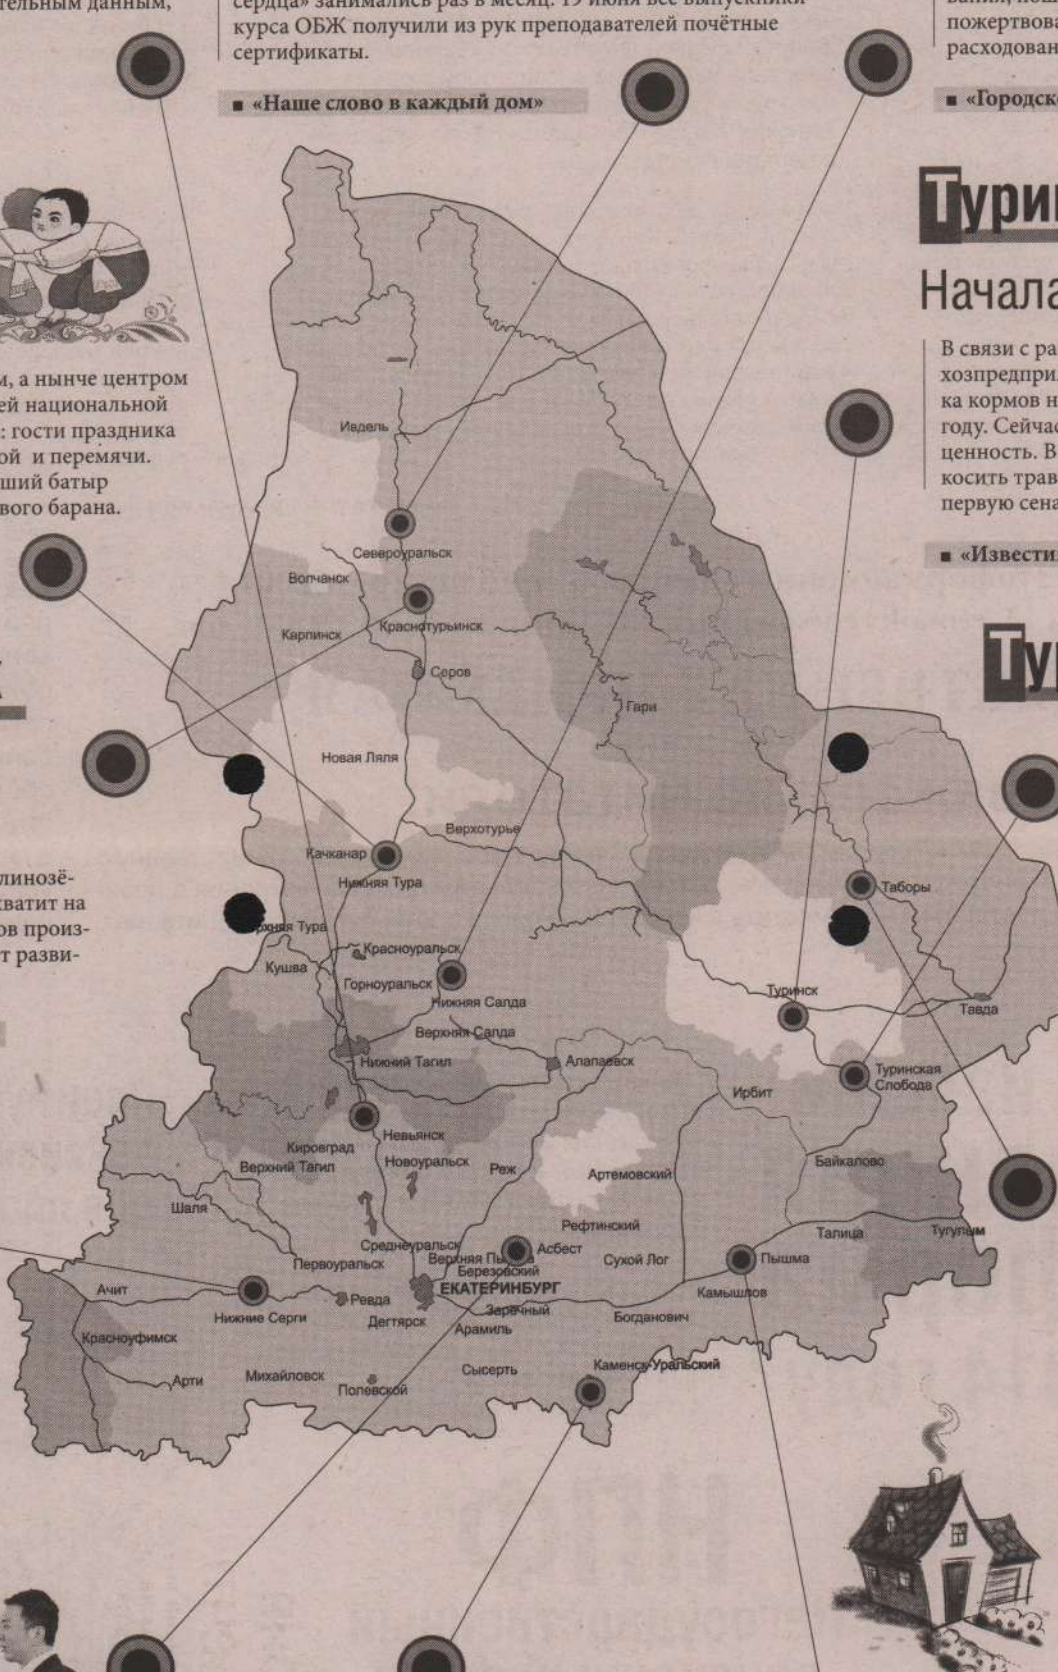 тельным данным,
сердца» занимались раз в месяц. 19 июня все выпускники
курса ОБЖ получили из рук преподавателей почётные
сертификаты.
■ «Наше слово в каждый дом»
пожертвова
расходован
■ «Городск
Тури
Начала
В связи с ра
хозпредпри
ка кормов н
году. Сейчас
ценность. В
косить трав
первую сена
■ «Извести
Ту
м, а нынче центром
ей национальной
: гости праздника
ой и перемячи.
ший батыр
вого барана.
линозё-
хватит на
ов произ-
т разви-
Ивдель
Североуральск
Волчанск
Краснотурьинск
Карпинск
Серов
Гари
Новая Ляля
Верхотурье
Качканар
Нижняя Тура
Таборы
рхняя Тура
Красноуральск
Кушва
Горноуральск
Нижняя Салда
Туринск
Тавда
Верхняя Салда
Нижний Тагил
Алапаевск
Туринская
Слобода
Ирбит
Невьянск
Кировград
Новоуральск
Верхний Тагил
Реж
Артемовский
Байкалово
Шаля
Рефтинский
Талица
Тугулым
Среднеуральск
Асбест
Верхняя Пы
Сухой Лог
Пышма
Первоуральск
Березовский
ЕКАТЕРИНБУРГ
Ачит
Ревда
Камышлов
Нижние Серги
Заречный
Богданович
Дегтярск
Арамиль
Красноуфимск
Каменск-Уральский
Сысерть
Арти
Михайловск
Полевской